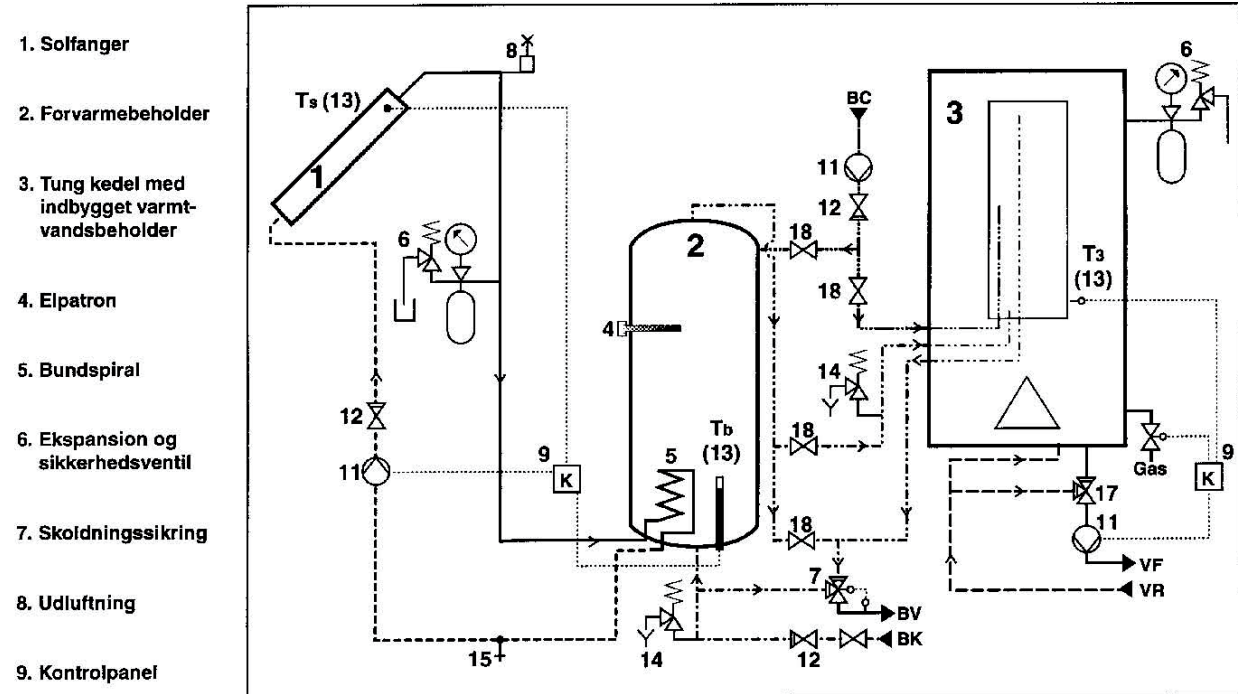 1. Solfanger
2. Forvarmebeholder
3. Tung kedel med
indbygget varmt-
vandsbeholder
4. Elpatron
5. Bundspiral
6. Ekspansion og
sikkerhedsventil
7. Skoldningssikring
8. Udluftning
9. Kontrolpanel
8
Ts (13)
1
6
12
11
9
K
15
2
4
5
Tb
(13)
14
BC
11
12
18
18
14
18
18
7
BV
BK
12
3
6
T3
(13)
Gas
9
K
17
11
VF
VR